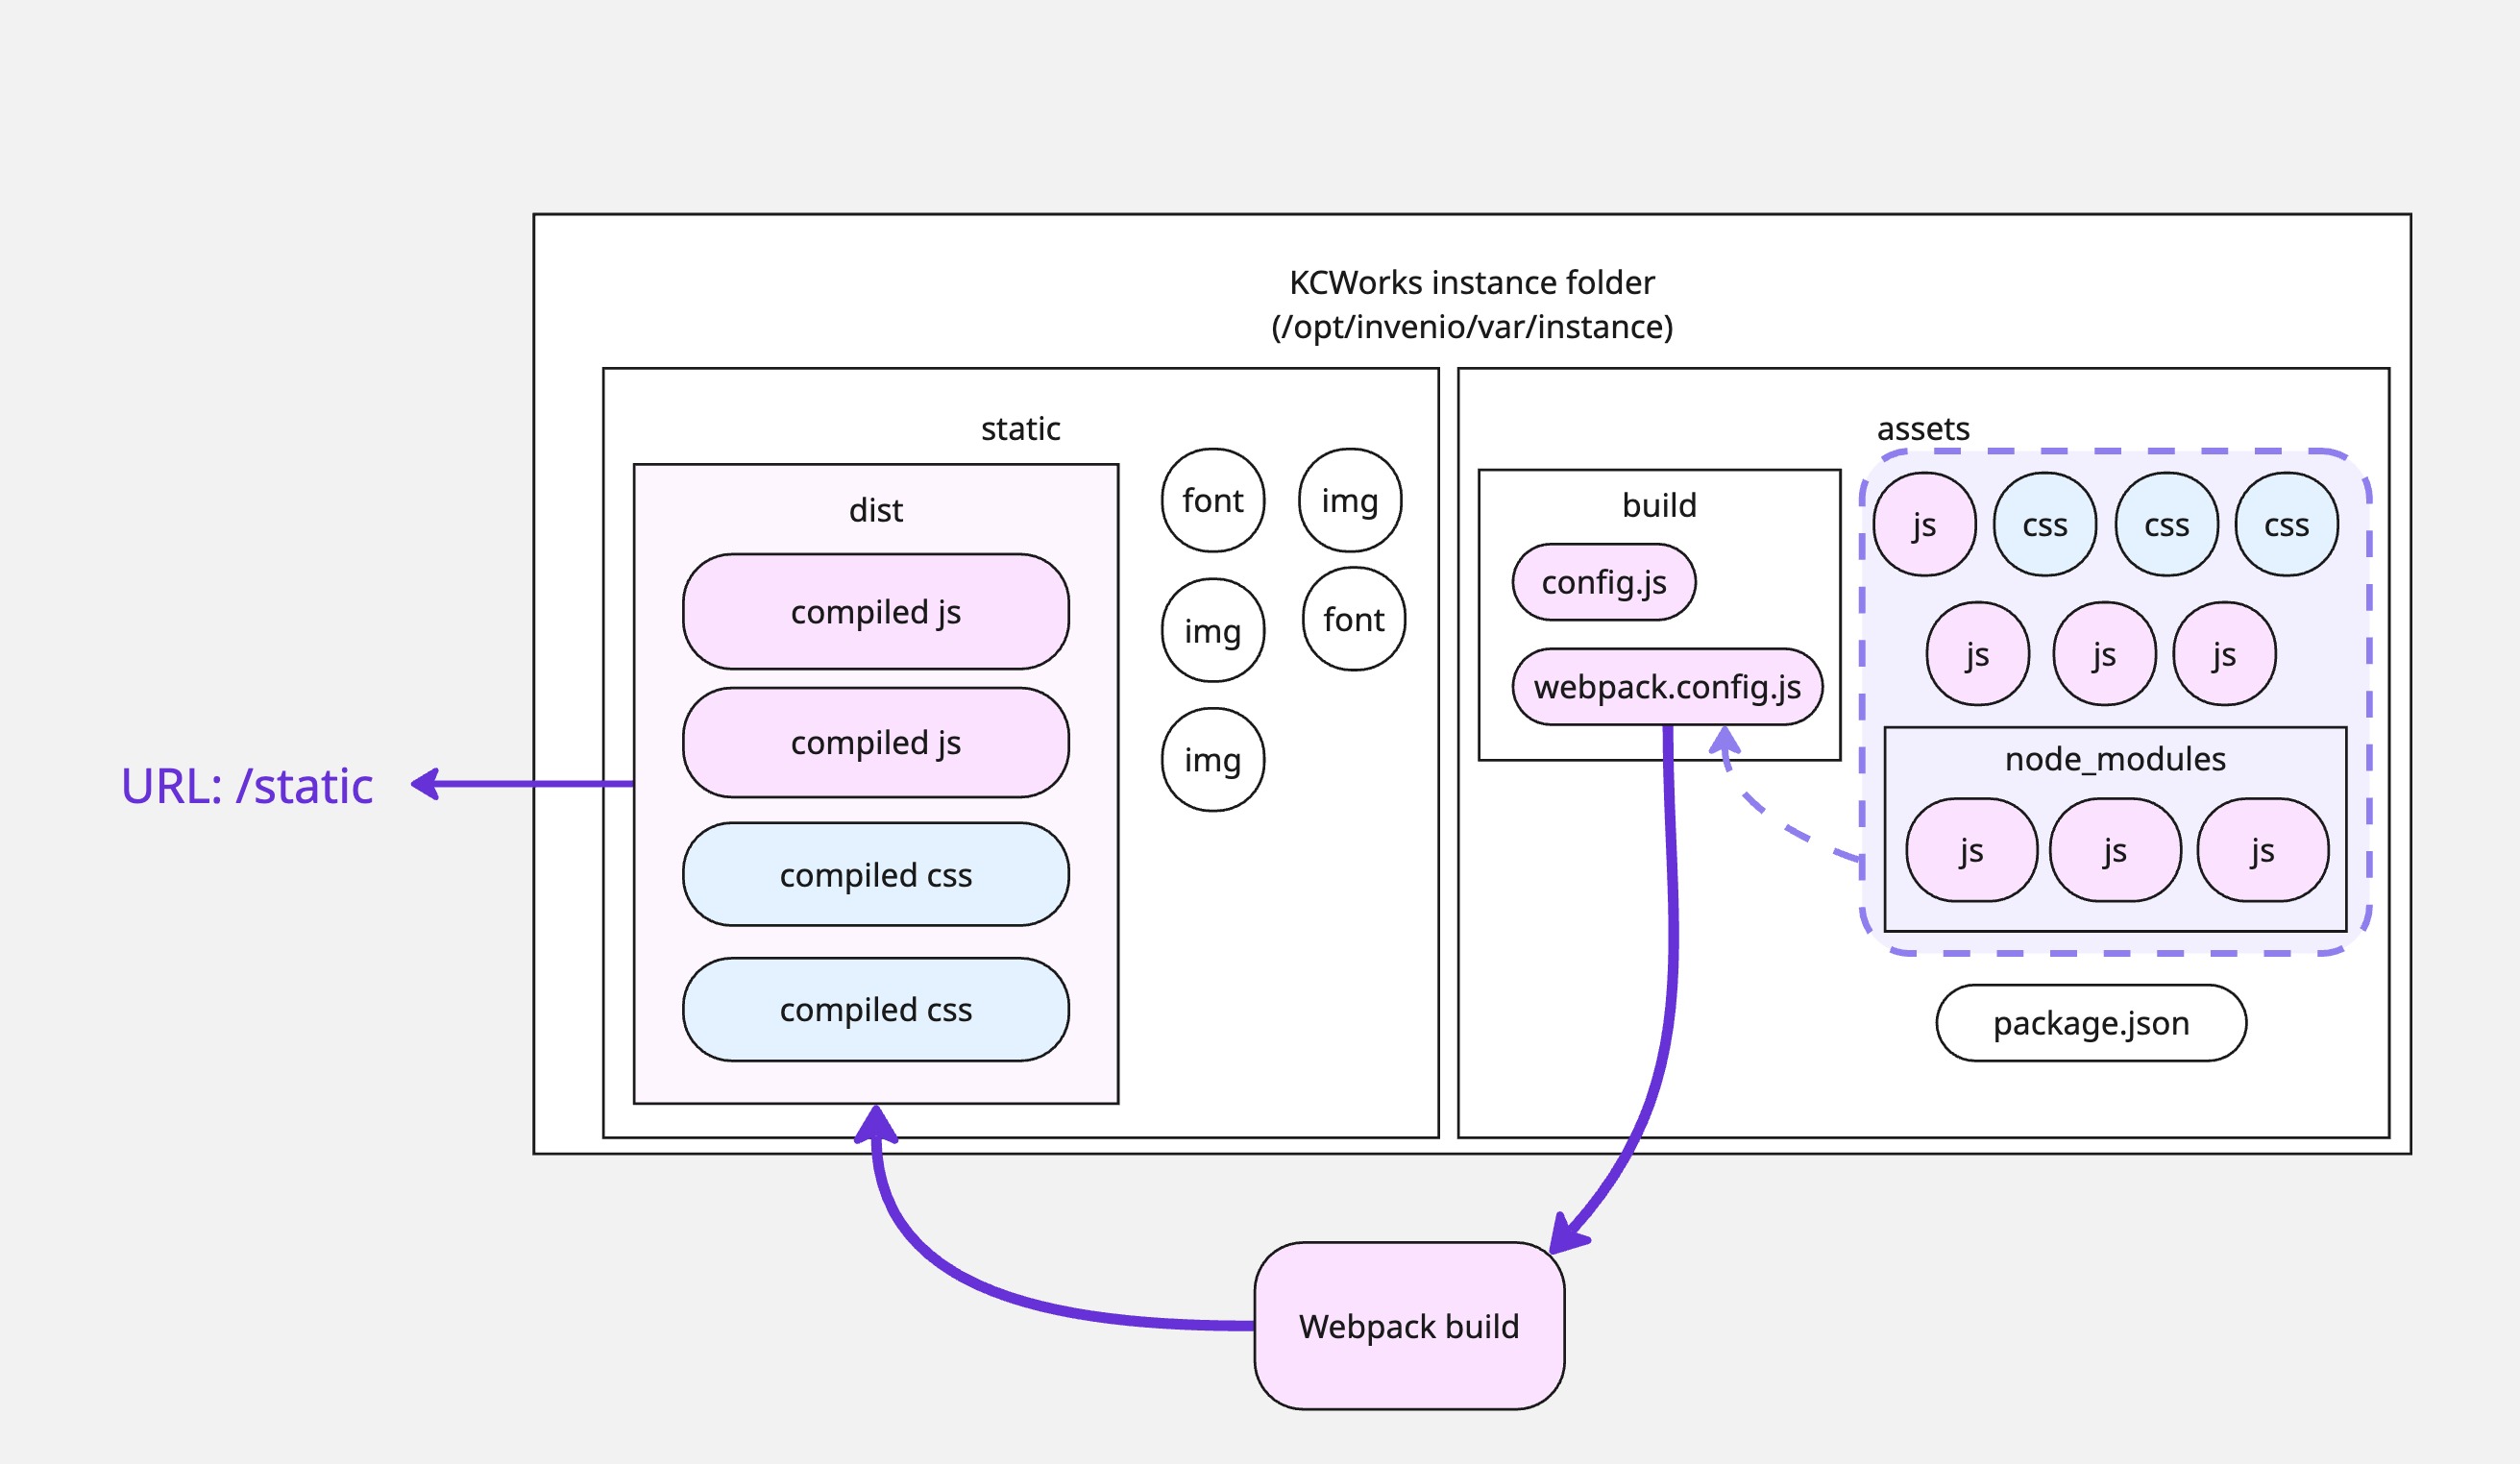 KCWorks instance folder
(/opt/invenio/var/instance)
static
dist
compiled js
compiled js
compiled css
compiled css
font
img
img
font
img
URL: /static
assets
build
config.js
webpack.config.js
js
css
css
css
js
js
js
node_modules
js
js
js
package.json
Webpack build